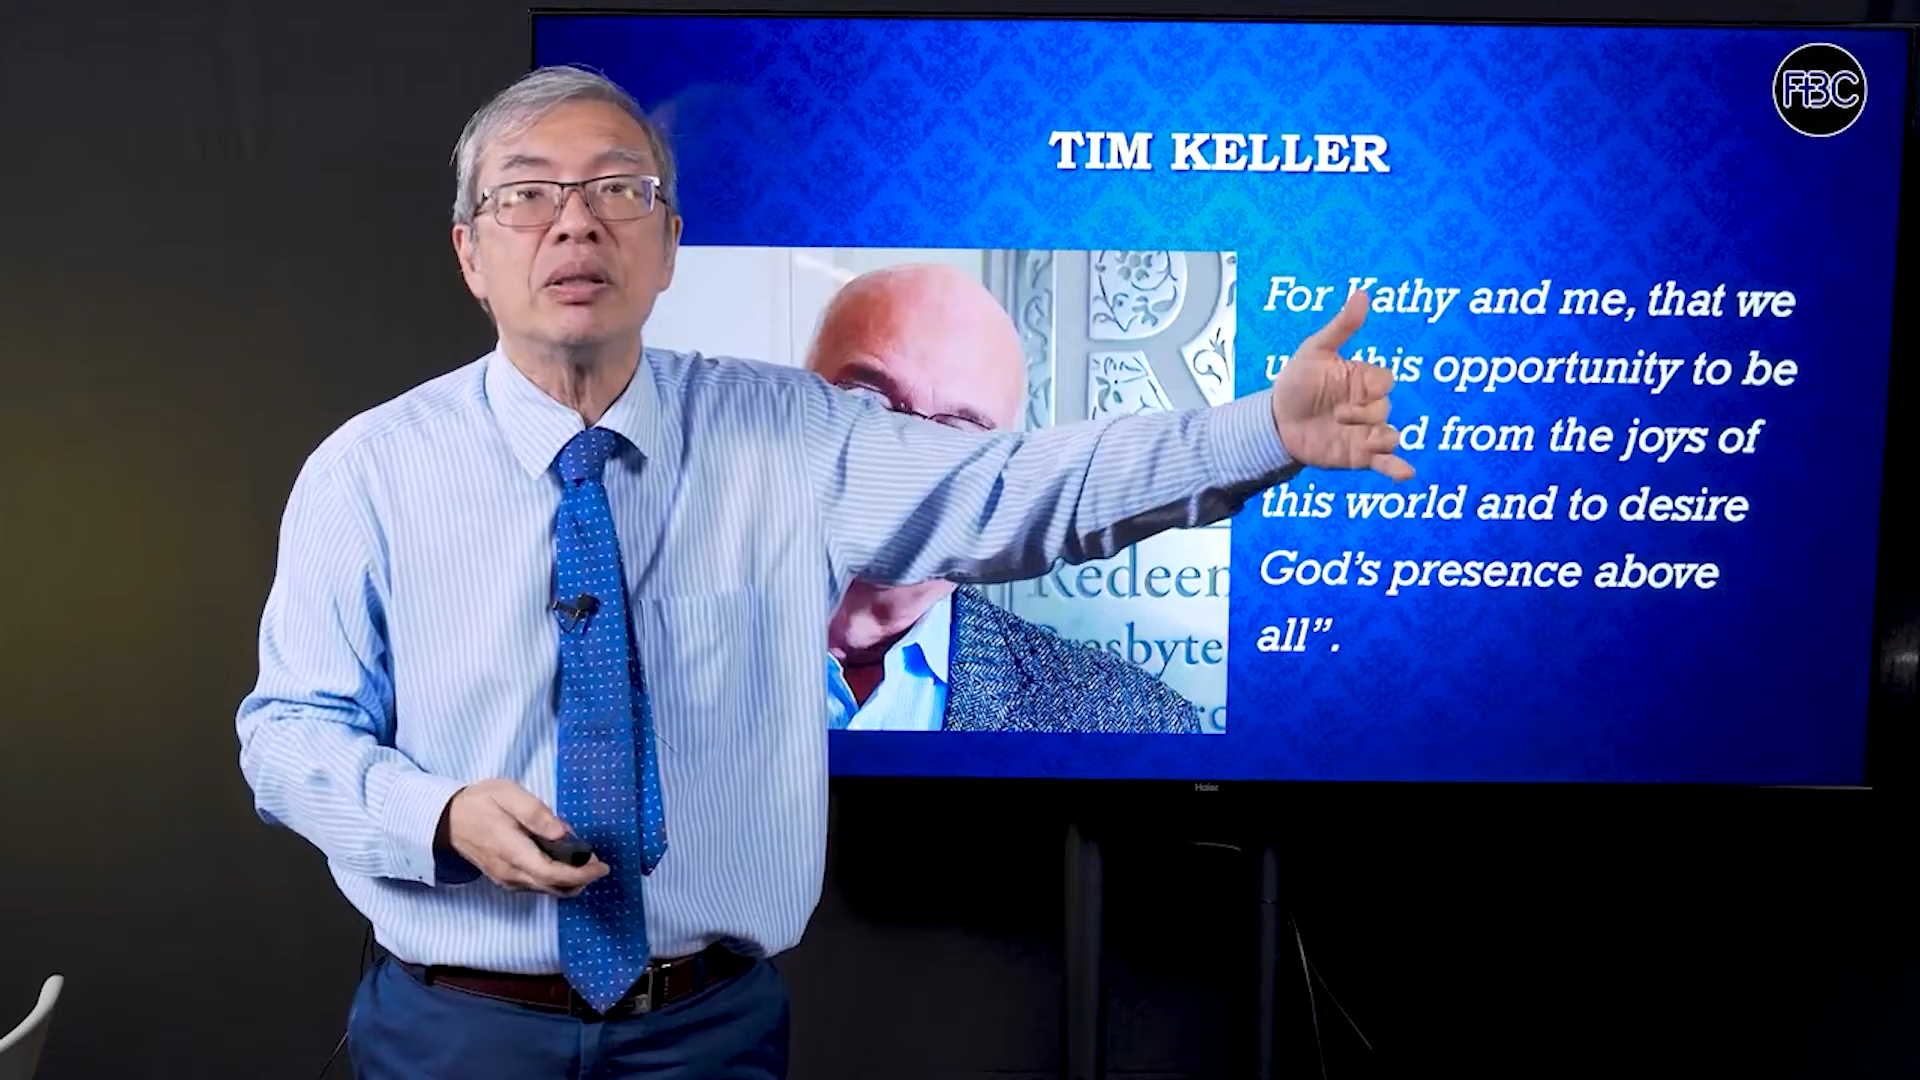 FBC
TIM KELLER
For Kathy and me, that we
this opportunity to be
from the joys of
this world and to desire
God's presence above
all”.
Haier